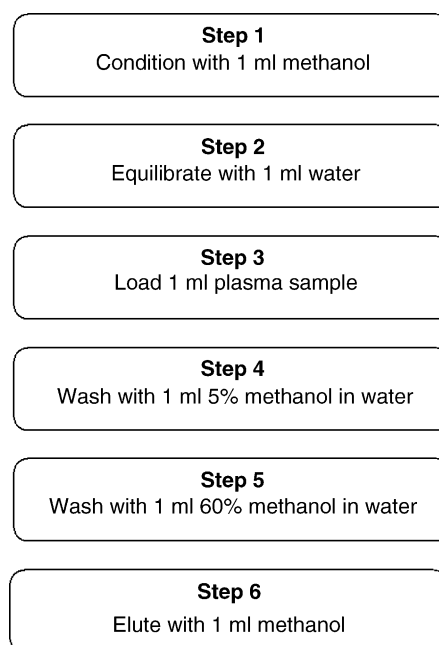 Step 1
Condition with 1 ml methanol
Step 2
Equilibrate with 1 ml water
Step 3
Load 1 ml plasma sample
Step 4
Wash with 1 ml 5% methanol in water
Step 5
Wash with 1 ml 60% methanol in water
Step 6
Elute with 1 ml methanol